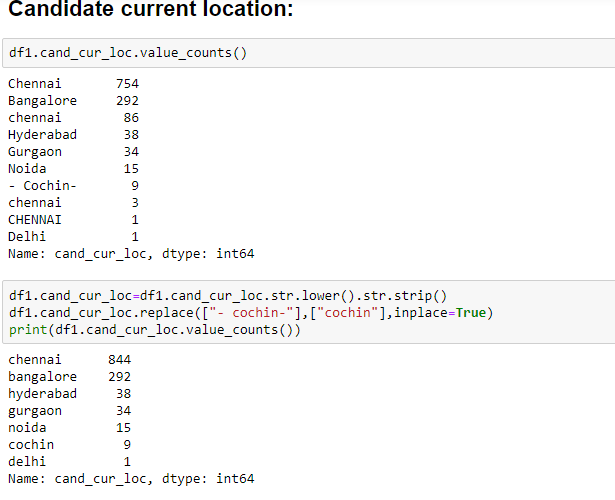 Candidate current location:
df1.cand_cur_loc.value_counts()
Chennai       754
Bangalore     292
chennai        86
Hyderabad      38
Gurgaon        34
Noida          15
- Cochin-       9
chennai         3
CHENNAI         1
Delhi           1
Name: cand_cur_loc, dtype: int64
df1.cand_cur_loc=df1.cand_cur_loc.str.lower().str.strip()
df1.cand_cur_loc.replace(["- cochin-"],["cochin"],inplace=True)
print(df1.cand_cur_loc.value_counts())
chennai      844
bangalore    292
hyderabad     38
gurgaon       34
noida         15
cochin         9
delhi          1
Name: cand_cur_loc, dtype: int64